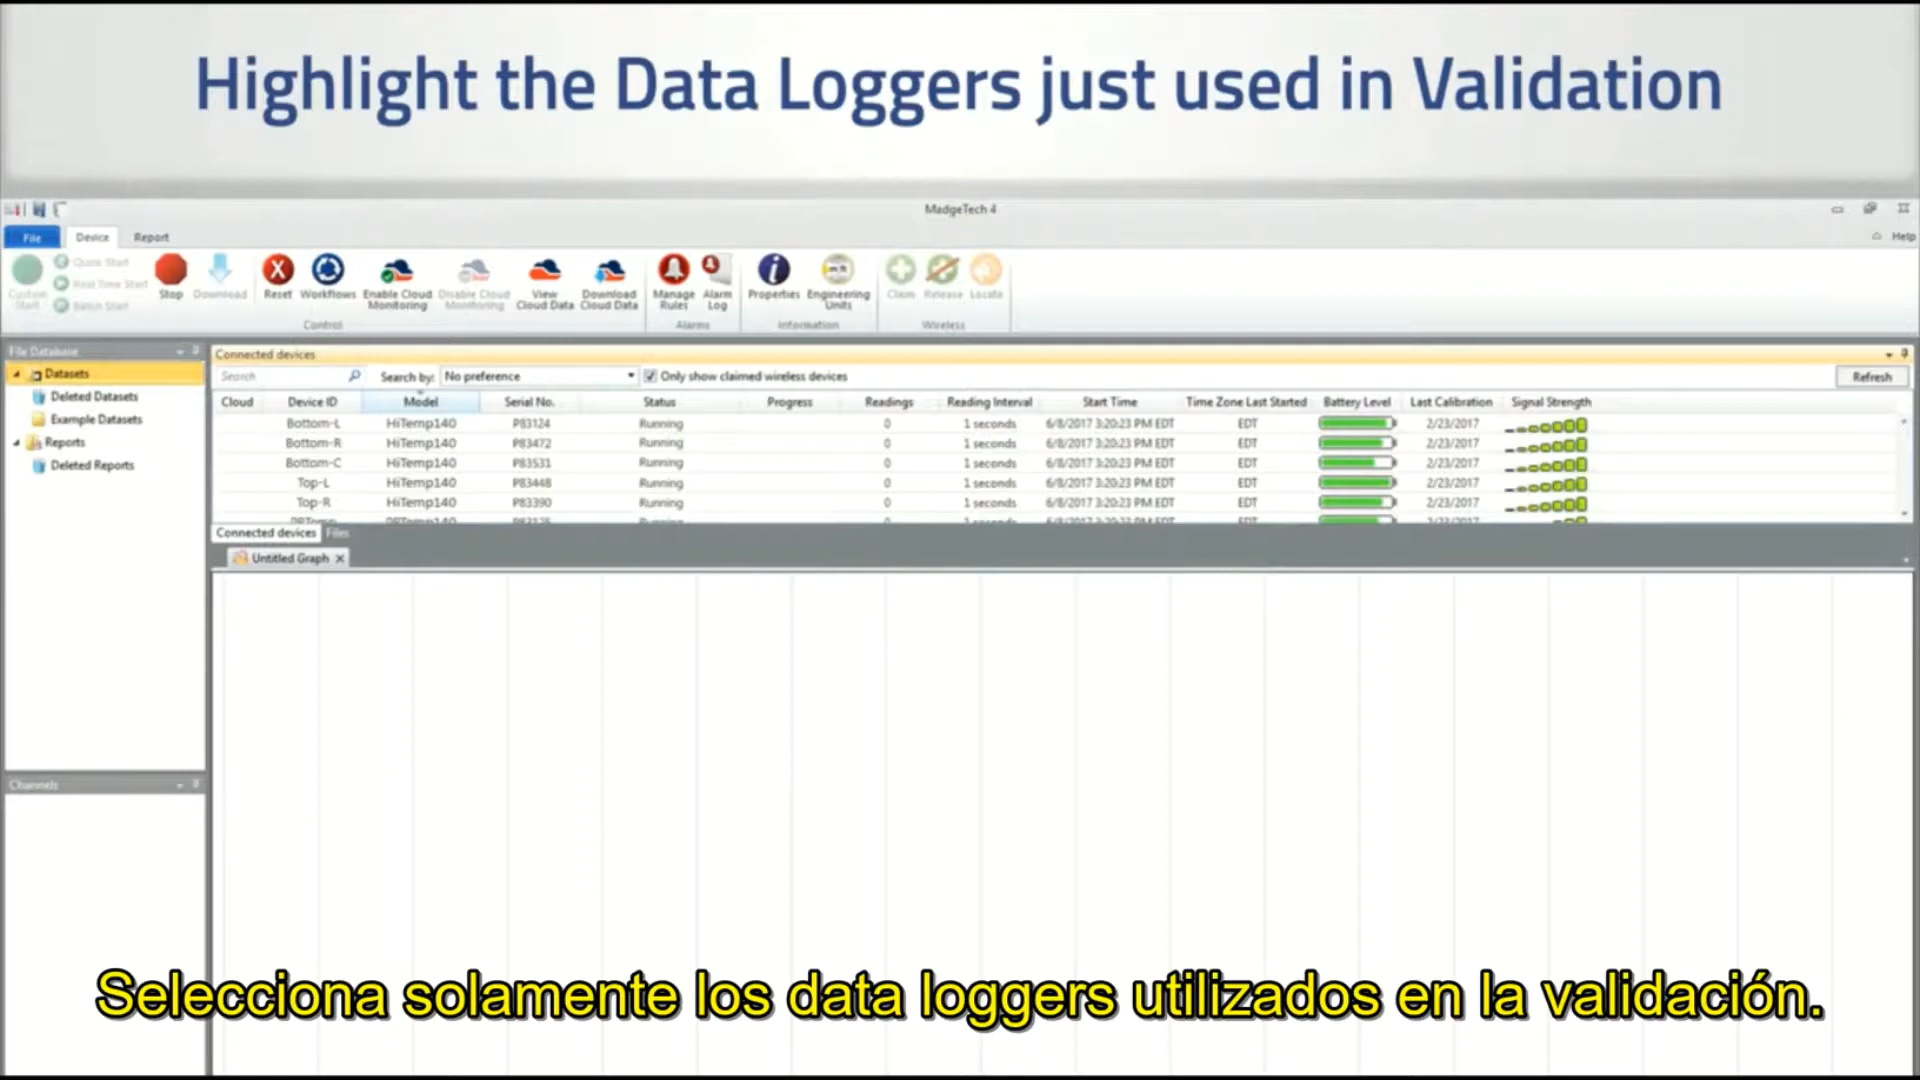 Highlight the Data Loggers just used in Validation
MadgeTech 4
File Device Report
Help
Custom Start
Quick Start
Real Time Start
Batch Start
Stop Download
Reset Workflows Enable Cloud Monitoring Disable Cloud Monitoring View Cloud Data Download Cloud Data
Manage Rules Alarm Log
Properties Engineering Units
Claim Release Locate
Control Alarms Information Wireless
File Database
Datasets
Deleted Datasets
Example Datasets
Reports
Deleted Reports
Channels
Connected devices
Search Search by: No preference Only show claimed wireless devices Refresh
Cloud Device ID Model Serial No. Status Progress Readings Reading Interval Start Time Time Zone Last Started Battery Level Last Calibration Signal Strength
Bottom-L HiTemp140 P83124 Running 0 1 seconds 6/8/2017 3:20:23 PM EDT EDT 2/23/2017
Bottom-R HiTemp140 P83472 Running 0 1 seconds 6/8/2017 3:20:23 PM EDT EDT 2/23/2017
Bottom-C HiTemp140 P83531 Running 0 1 seconds 6/8/2017 3:20:23 PM EDT EDT 2/23/2017
Top-L HiTemp140 P83448 Running 0 1 seconds 6/8/2017 3:20:23 PM EDT EDT 2/23/2017
Top-R HiTemp140 P83390 Running 0 1 seconds 6/8/2017 3:20:23 PM EDT EDT 2/23/2017
Connected devices Files
Untitled Graph
Selecciona solamente los data loggers utilizados en la validación.